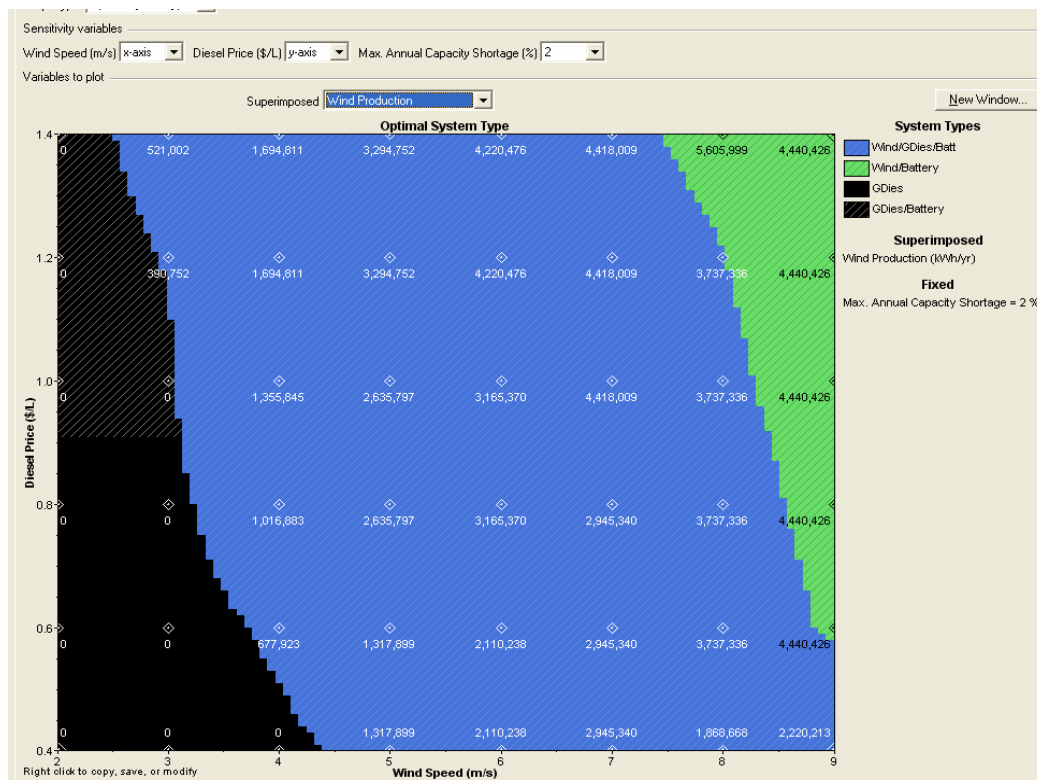 Sensitivity variables
Wind Speed (m/s) x-axis Diesel Price ($/L) y-axis Max. Annual Capacity Shortage (%) 2
Variables to plot
Superimposed Wind Production New Window...
Optimal System Type System Types
1.4 0 521,002 1,694,811 3,294,752 4,220,476 4,418,009 5,605,999 4,440,426
Wind/GDies/Batt
Wind/Battery
GDies
GDies/Battery
Superimposed
Wind Production (kWh/yr)
Fixed
Max. Annual Capacity Shortage = 2 %
1.2 0 390,752 1,694,811 3,294,752 4,220,476 4,418,009 3,737,336 4,440,426
1.0 0 0 1,355,845 2,635,797 3,165,370 4,418,009 3,737,336 4,440,426
Diesel Price ($/L)
0.8 0 0 1,016,883 2,635,797 3,165,370 2,945,340 3,737,336 4,440,426
0.6 0 0 677,923 1,317,899 2,110,238 2,945,340 3,737,336 4,440,426
0.4 0 0 0 1,317,899 2,110,238 2,945,340 1,868,668 2,220,213
2 3 4 5 6 7 8 9
Right click to copy, save, or modify Wind Speed (m/s)